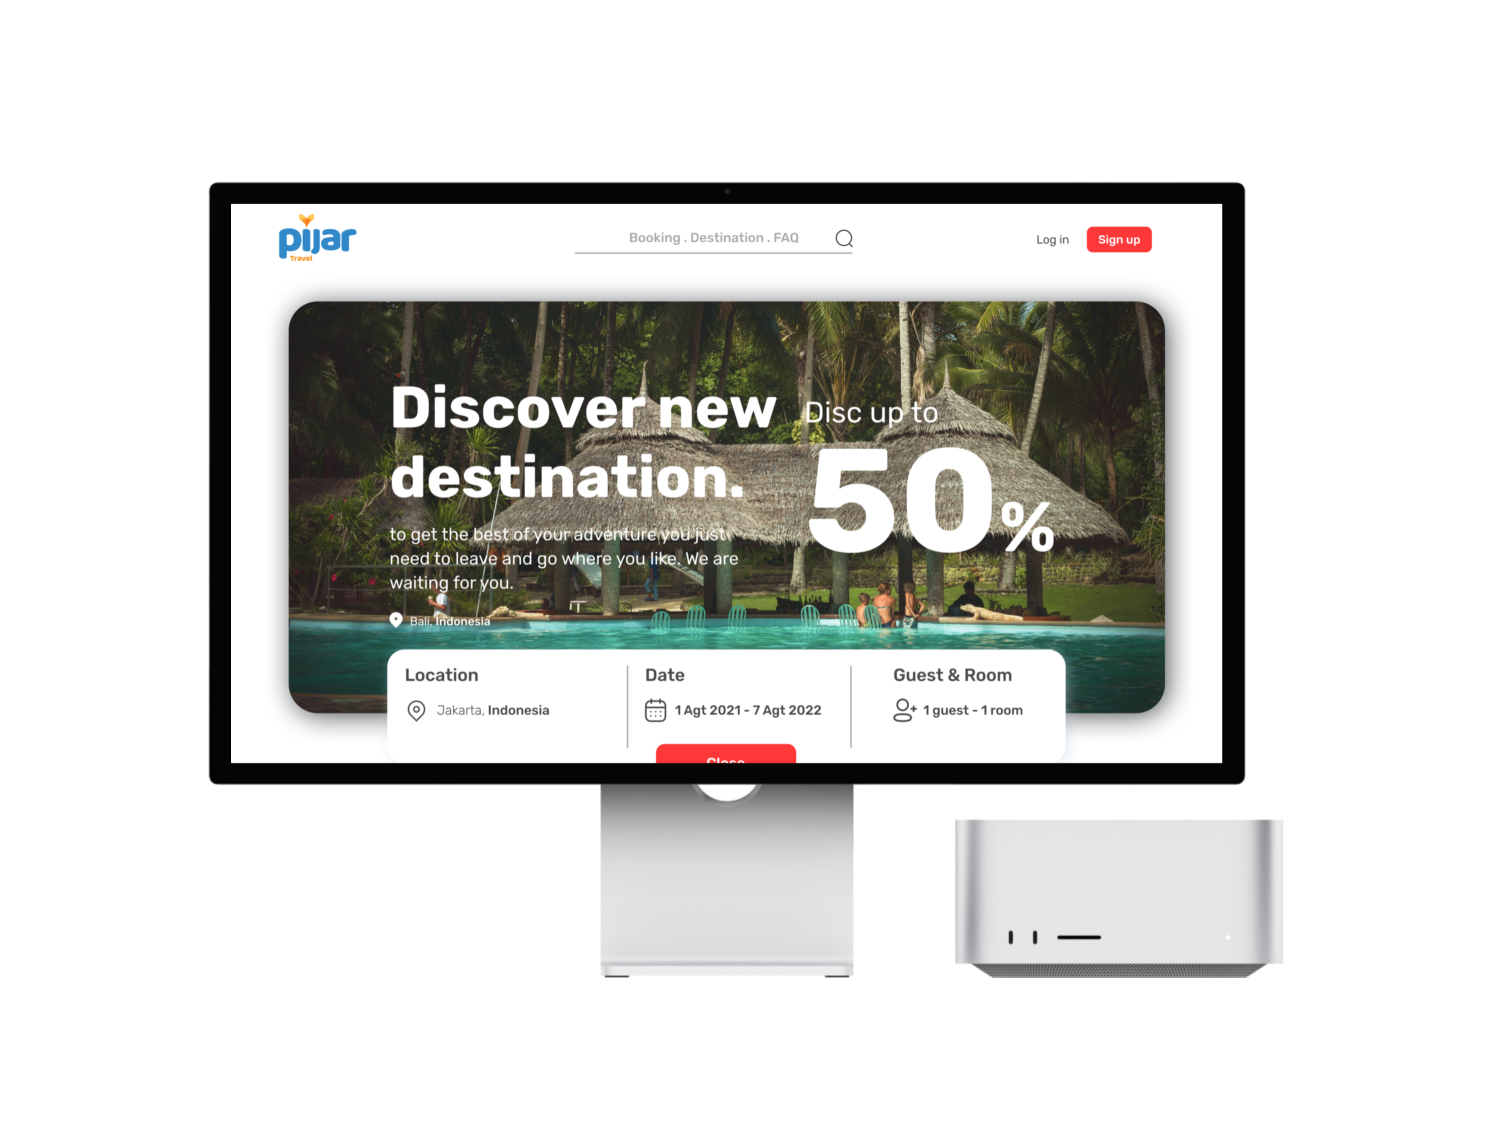 pijar
Travel
Booking . Destination . FAQ
Log in
Sign up
Discover new
destination.
Disc up to
50%
to get the best of your adventure you just
need to leave and go where you like. We are
waiting for you.
Bali, Indonesia
Location
Jakarta, Indonesia
Date
1 Agt 2021 - 7 Agt 2022
Guest & Room
1 guest - 1 room